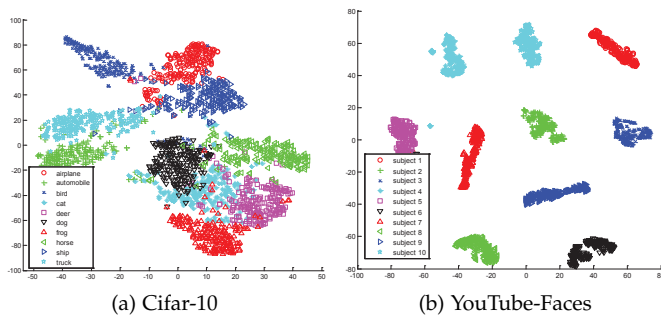 100
80
60
40
20
0
-20
-40
-60
-80
-100
-50 -40 -30 -20 -10 0 10 20 30 40 50
airplane
automobile
bird
cat
deer
dog
frog
horse
ship
truck
(a) Cifar-10
80
60
40
20
0
-20
-40
-60
-80
-80 -60 -40 -20 0 20 40 60 80
subject 1
subject 2
subject 3
subject 4
subject 5
subject 6
subject 7
subject 8
subject 9
subject 10
(b) YouTube-Faces